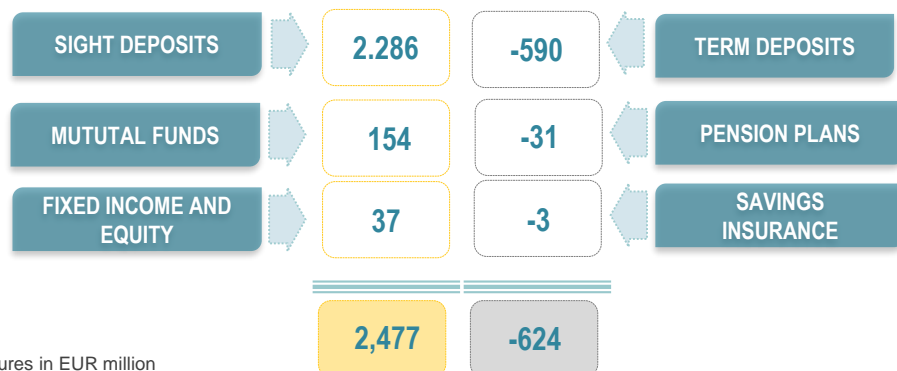 SIGHT DEPOSITS
2.286
-590
TERM DEPOSITS
MUTUTAL FUNDS
154
-31
PENSION PLANS
FIXED INCOME AND
EQUITY
37
-3
SAVINGS
INSURANCE
2,477
-624
in EUR million